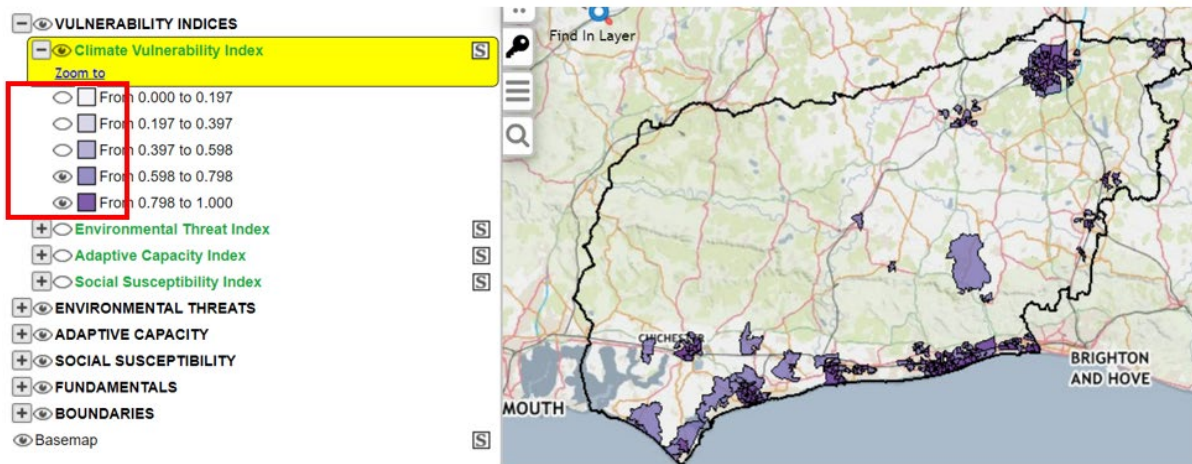 VULNERABILITY INDICES
Climate Vulnerability Index S
Zoom to
From 0.000 to 0.197
From 0.197 to 0.397
From 0.397 to 0.598
From 0.598 to 0.798
From 0.798 to 1.000
Environmental Threat Index S
Adaptive Capacity Index S
Social Susceptibility Index S
ENVIRONMENTAL THREATS
ADAPTIVE CAPACITY
SOCIAL SUSCEPTIBILITY
FUNDAMENTALS
BOUNDARIES
Basemap S
Find In Layer
CHICHESTER
BRIGHTON
AND HOVE
MOUTH